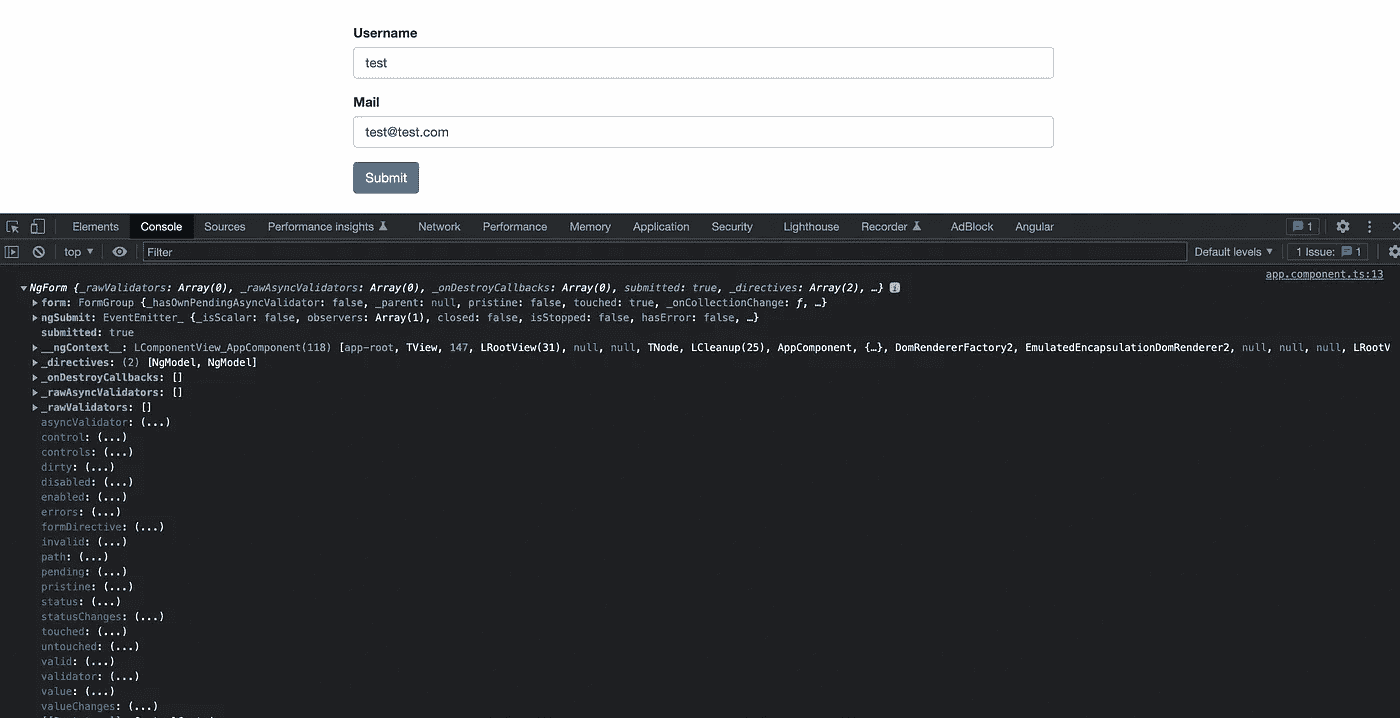 Username
test
Mail
test@test.com
Submit
Elements Console Sources Performance insights Network Performance Memory Application Security Lighthouse Recorder AdBlock Angular 1
top Filter Default levels 1 Issue: 1
app.component.ts:13
NgForm {_rawValidators: Array(0), _rawAsyncValidators: Array(0), _onDestroyCallbacks: Array(0), submitted: true, _directives: Array(2), …} i
form: FormGroup {_hasOwnPendingAsyncValidator: false, _parent: null, pristine: false, touched: true, _onCollectionChange: ƒ, …}
ngSubmit: EventEmitter_ {_isScalar: false, observers: Array(1), closed: false, isStopped: false, hasError: false, …}
submitted: true
__ngContext__: LComponentView_AppComponent(118) [app-root, TView, 147, LRootView(31), null, null, TNode, LCleanup(25), AppComponent, {…}, DomRendererFactory2, EmulatedEncapsulationDomRenderer2, null, null, null, LRootV
_directives: (2) [NgModel, NgModel]
_onDestroyCallbacks: []
_rawAsyncValidators: []
_rawValidators: []
asyncValidator: (...)
control: (...)
controls: (...)
dirty: (...)
disabled: (...)
enabled: (...)
errors: (...)
formDirective: (...)
invalid: (...)
path: (...)
pending: (...)
pristine: (...)
status: (...)
statusChanges: (...)
touched: (...)
untouched: (...)
valid: (...)
validator: (...)
value: (...)
valueChanges: (...)